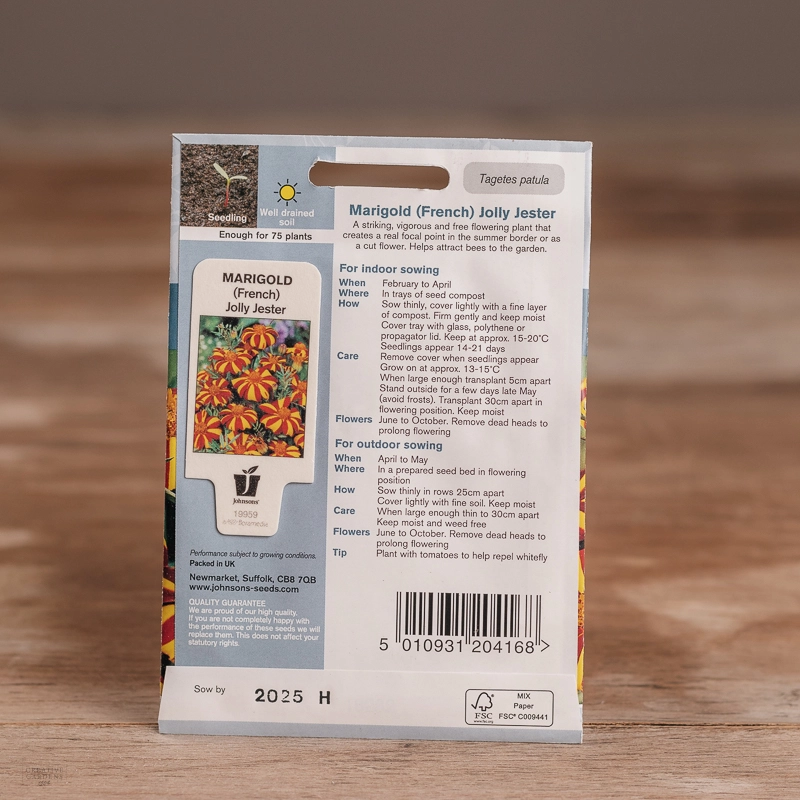 Seedling
Well drained
soil
Enough for 75 plants
MARIGOLD
(French)
Jolly Jester
Johnsons
19959
Performance subject to growing conditions.
Packed in UK
Newmarket, Suffolk, CB8 7QB
www.johnsons-seeds.com
QUALITY GUARANTEE
We are proud of our high quality.
If you are not completely happy with
the performance of these seeds we will
replace them. This does not affect your
statutory rights.
Tagetes patula
Marigold (French) Jolly Jester
A striking, vigorous and free flowering plant that
creates a real focal point in the summer border or as
a cut flower. Helps attract bees to the garden.
For indoor sowing
When February to April
Where In trays of seed compost
How Sow thinly, cover lightly with a fine layer
of compost. Firm gently and keep moist
Cover tray with glass, polythene or
propagator lid. Keep at approx. 15-20°C
Seedlings appear 14-21 days
Care Remove cover when seedlings appear
Grow on at approx. 13-15°C
When large enough transplant 5cm apart
Stand outside for a few days late May
(avoid frosts). Transplant 30cm apart in
flowering position. Keep moist
Flowers June to October. Remove dead heads to
prolong flowering
For outdoor sowing
When April to May
Where In a prepared seed bed in flowering
position
How Sow thinly in rows 25cm apart
Cover lightly with fine soil. Keep moist
Care When large enough thin to 30cm apart
Keep moist and weed free
Flowers June to October. Remove dead heads to
prolong flowering
Tip Plant with tomatoes to help repel whitefly
5 010931 204168 >
Sow by 2025 H
FSC
www.fsc.org
MIX
Paper
FSC® C009441